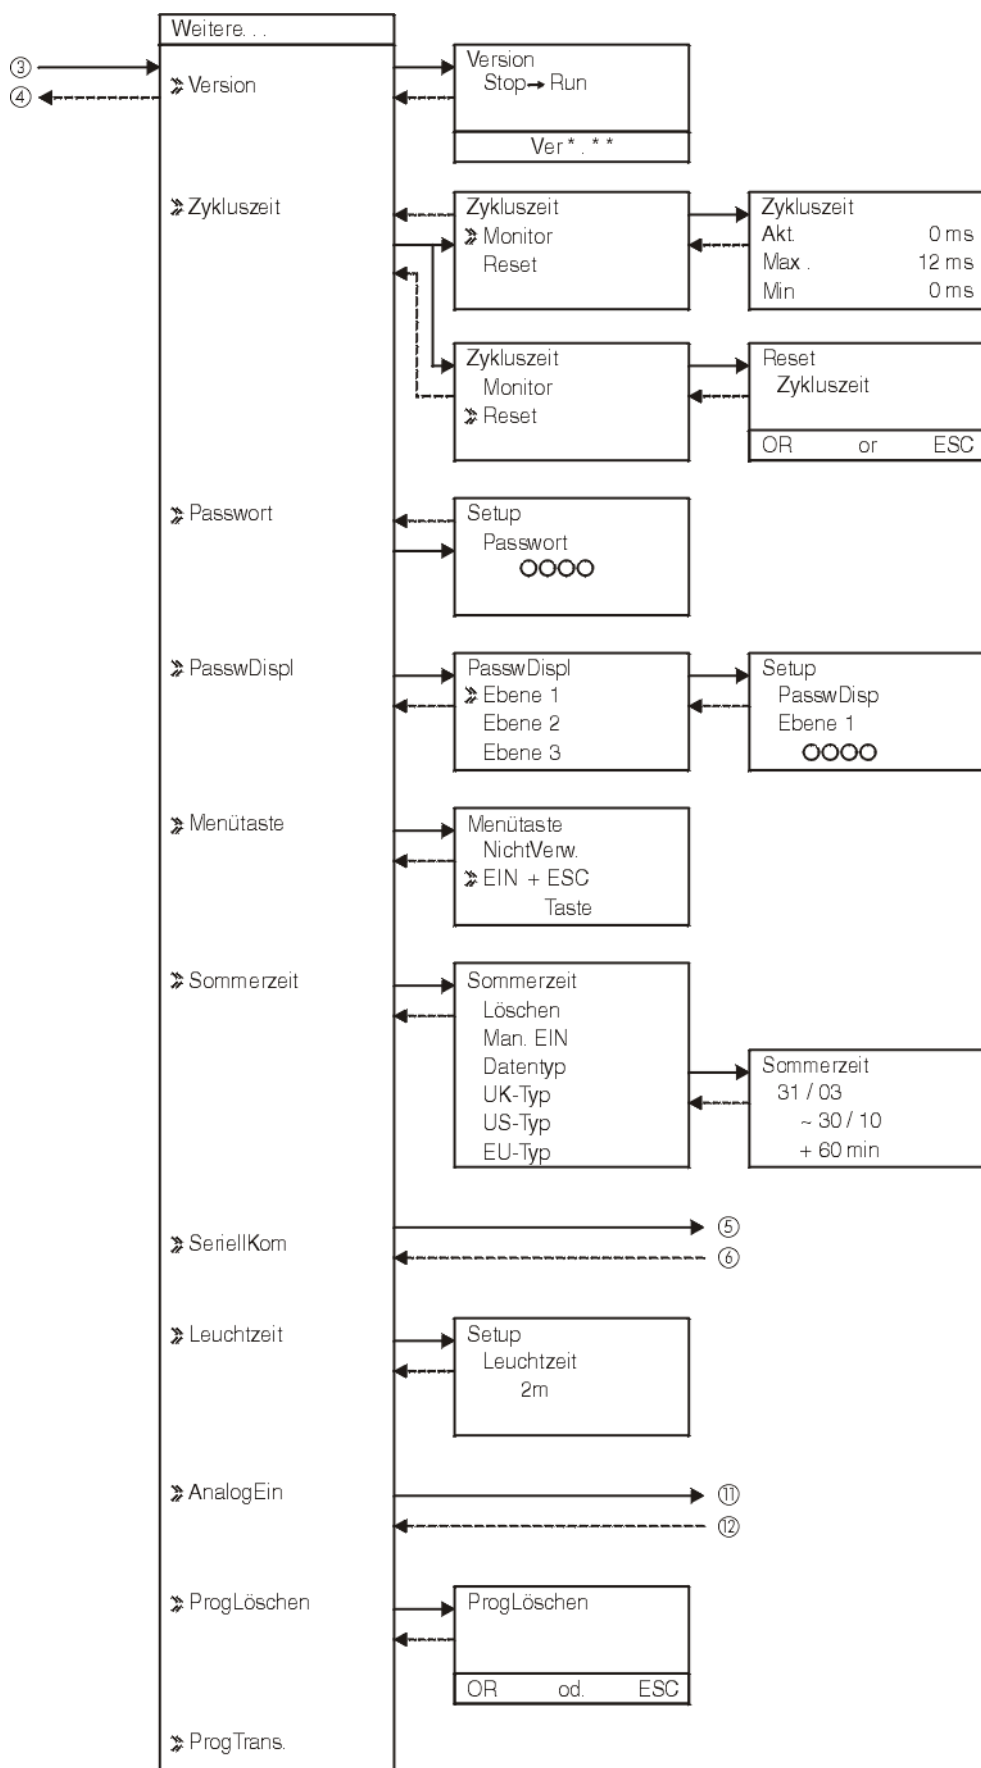 Weitere. . .
③
④
Version
Version
Stop→ Run
Ver * . * *
Zykluszeit
Zykluszeit
Monitor
Reset
Zykluszeit
Akt. 0 ms
Max . 12 ms
Min 0 ms
Zykluszeit
Monitor
Reset
Reset
Zykluszeit
OR or ESC
Passwort
Setup
Passwort
PasswDispl
PasswDispl
Ebene 1
Ebene 2
Ebene 3
Setup
PasswDisp
Ebene 1
Menütaste
Menütaste
NichtVerw.
EIN + ESC
Taste
Sommerzeit
Sommerzeit
Löschen
Man. EIN
Datentyp
UK-Typ
US-Typ
EU-Typ
Sommerzeit
31 / 03
~ 30 / 10
+ 60 min
SeriellKom
⑤
⑥
Leuchtzeit
Setup
Leuchtzeit
2m
AnalogEin
⑪
⑫
ProgLöschen
ProgLöschen
OR od. ESC
ProgTrans.